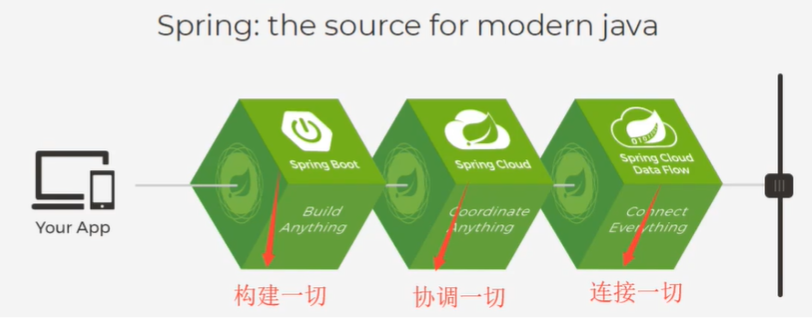 Spring: the source for modern java
Spring Boot
Spring Cloud
Spring Cloud
Data Flow
Build
Anything
Coordinate
Anything
Connect
Everything
Your App
构建一切
协调一切
连接一切